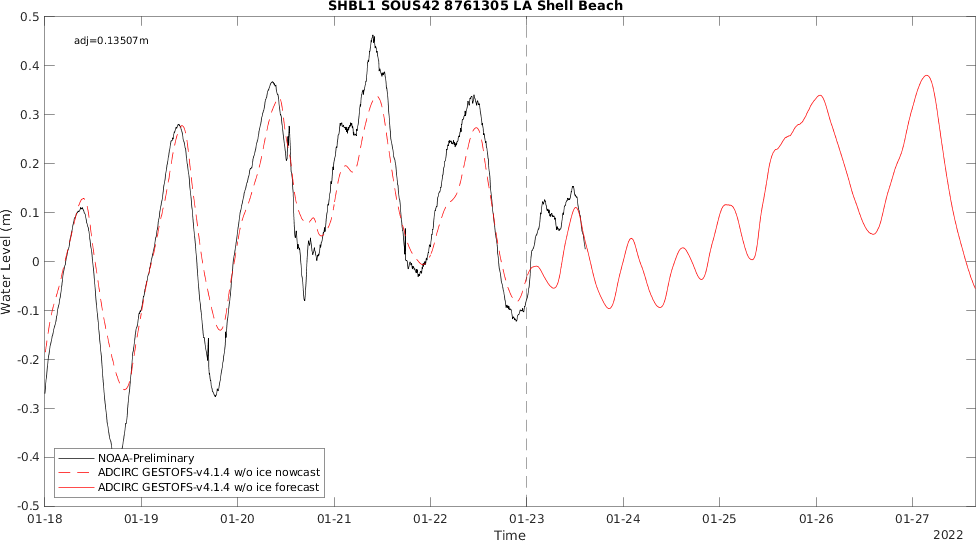 SHBL1 SOUS42 8761305 LA Shell Beach
adj=0.13507m
0.5
0.4
0.3
0.2
0.1
0
-0.1
-0.2
-0.3
-0.4
-0.5
Water Level (m)
NOAA-Preliminary
ADCIRC GESTOFS-v4.1.4 w/o ice nowcast
ADCIRC GESTOFS-v4.1.4 w/o ice forecast
01-18 01-19 01-20 01-21 01-22 01-23 01-24 01-25 01-26 01-27
Time
2022